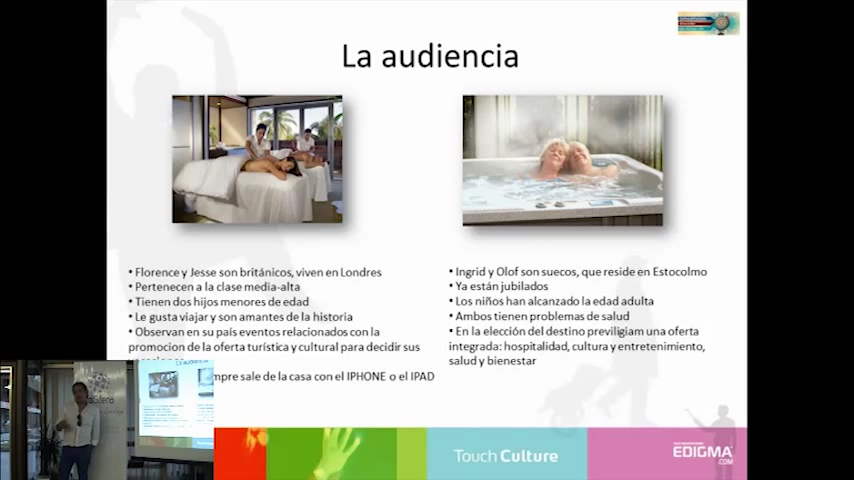 La audiencia
• Florence y Jesse son británicos, viven en Londres
• Pertenecen a la clase media-alta
• Tienen dos hijos menores de edad
• Le gusta viajar y son amantes de la historia
• Observan en su país eventos relacionados con la
promocion de la oferta turística y cultural para decidir sus
mpre sale de la casa con el IPHONE o el IPAD
• Ingrid y Olof son suecos, que reside en Estocolmo
• Ya están jubilados
• Los niños han alcanzado la edad adulta
• Ambos tienen problemas de salud
• En la elección del destino previligiam una oferta
integrada: hospitalidad, cultura y entretenimiento,
salud y bienestar
LA AUDIENCIA
Touch Culture
EDIGMA
.COM